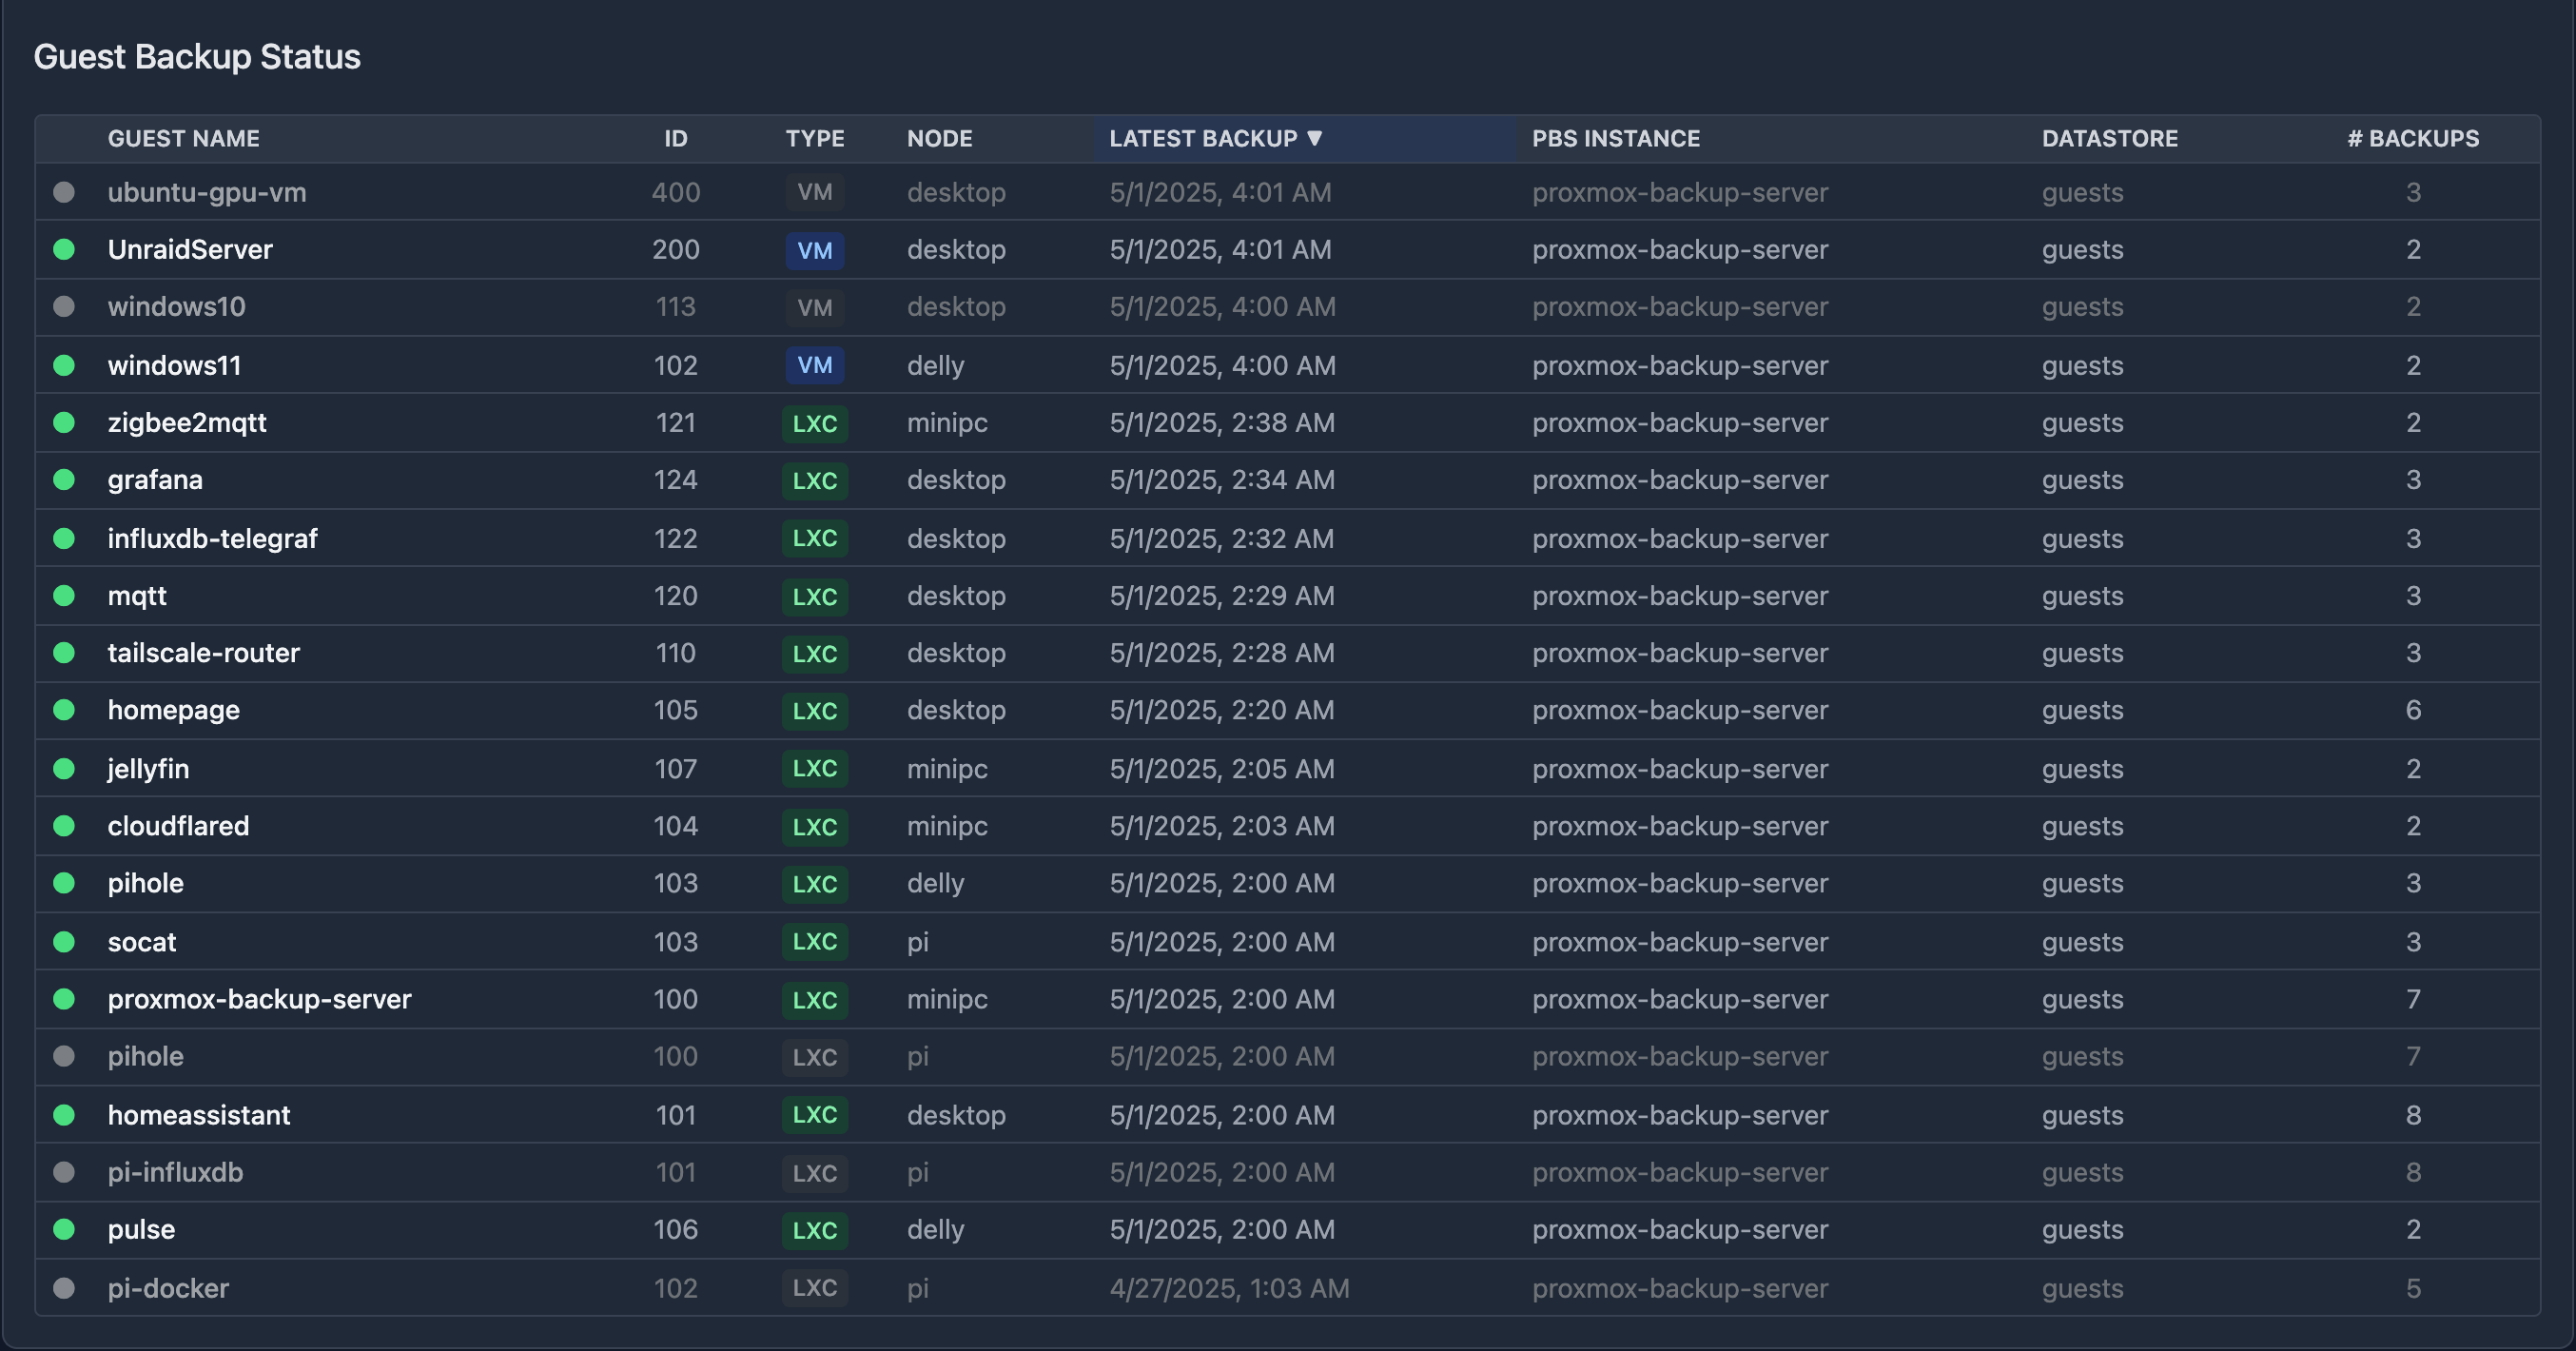 Guest Backup Status
GUEST NAME ID TYPE NODE LATEST BACKUP ▼ PBS INSTANCE DATASTORE # BACKUPS
ubuntu-gpu-vm 400 VM desktop 5/1/2025, 4:01 AM proxmox-backup-server guests 3
UnraidServer 200 VM desktop 5/1/2025, 4:01 AM proxmox-backup-server guests 2
windows10 113 VM desktop 5/1/2025, 4:00 AM proxmox-backup-server guests 2
windows11 102 VM delly 5/1/2025, 4:00 AM proxmox-backup-server guests 2
zigbee2mqtt 121 LXC minipc 5/1/2025, 2:38 AM proxmox-backup-server guests 2
grafana 124 LXC desktop 5/1/2025, 2:34 AM proxmox-backup-server guests 3
influxdb-telegraf 122 LXC desktop 5/1/2025, 2:32 AM proxmox-backup-server guests 3
mqtt 120 LXC desktop 5/1/2025, 2:29 AM proxmox-backup-server guests 3
tailscale-router 110 LXC desktop 5/1/2025, 2:28 AM proxmox-backup-server guests 3
homepage 105 LXC desktop 5/1/2025, 2:20 AM proxmox-backup-server guests 6
jellyfin 107 LXC minipc 5/1/2025, 2:05 AM proxmox-backup-server guests 2
cloudflared 104 LXC minipc 5/1/2025, 2:03 AM proxmox-backup-server guests 2
pihole 103 LXC delly 5/1/2025, 2:00 AM proxmox-backup-server guests 3
socat 103 LXC pi 5/1/2025, 2:00 AM proxmox-backup-server guests 3
proxmox-backup-server 100 LXC minipc 5/1/2025, 2:00 AM proxmox-backup-server guests 7
pihole 100 LXC pi 5/1/2025, 2:00 AM proxmox-backup-server guests 7
homeassistant 101 LXC desktop 5/1/2025, 2:00 AM proxmox-backup-server guests 8
pi-influxdb 101 LXC pi 5/1/2025, 2:00 AM proxmox-backup-server guests 8
pulse 106 LXC delly 5/1/2025, 2:00 AM proxmox-backup-server guests 2
pi-docker 102 LXC pi 4/27/2025, 1:03 AM proxmox-backup-server guests 5